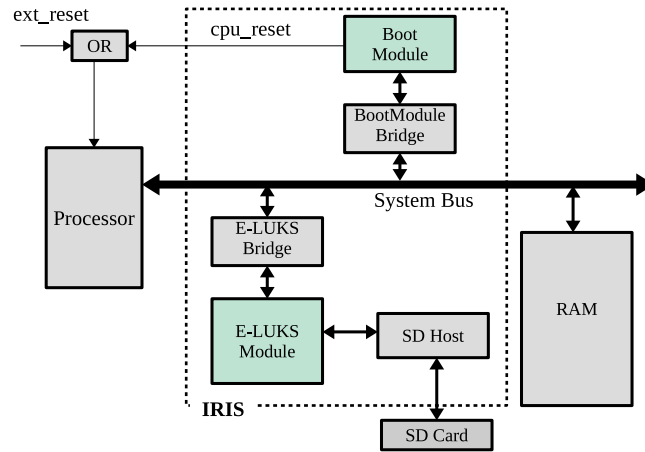 ext_reset
OR
cpu_reset
Boot
Module
BootModule
Bridge
Processor
System Bus
E-LUKS
Bridge
E-LUKS
Module
SD Host
RAM
IRIS
SD Card